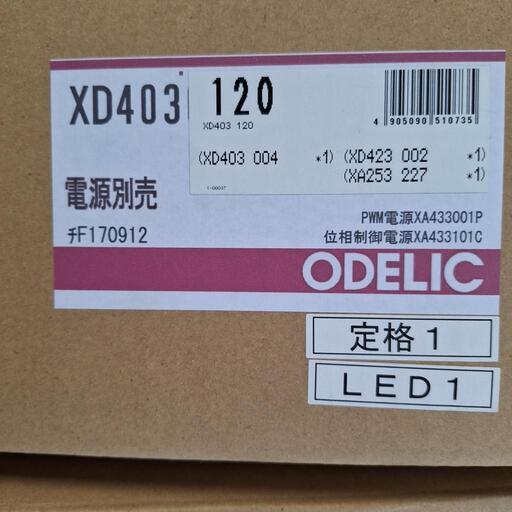 XD403 120
XD403 120
4 905090 510735
(XD403 004 *1) (XD423 002 *1)
(XA253 227 *1)
1-00037
電源別売
PWM電源XA433001P
ﾁF170912
位相制御電源XA433101C
ODELIC
定格1
LED1